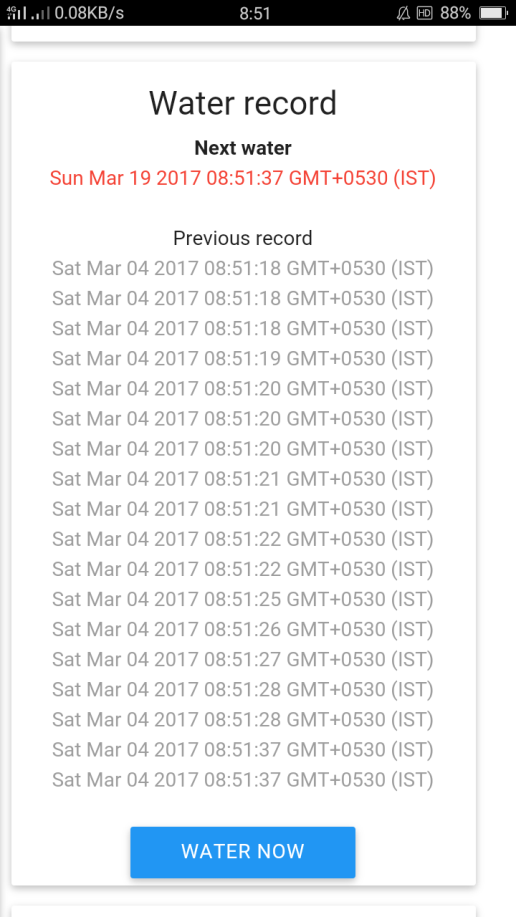 4G 0.08KB/s 8:51 HD 88%
Water record
Next water
Sun Mar 19 2017 08:51:37 GMT+0530 (IST)
Previous record
Sat Mar 04 2017 08:51:18 GMT+0530 (IST)
Sat Mar 04 2017 08:51:18 GMT+0530 (IST)
Sat Mar 04 2017 08:51:18 GMT+0530 (IST)
Sat Mar 04 2017 08:51:19 GMT+0530 (IST)
Sat Mar 04 2017 08:51:20 GMT+0530 (IST)
Sat Mar 04 2017 08:51:20 GMT+0530 (IST)
Sat Mar 04 2017 08:51:20 GMT+0530 (IST)
Sat Mar 04 2017 08:51:21 GMT+0530 (IST)
Sat Mar 04 2017 08:51:21 GMT+0530 (IST)
Sat Mar 04 2017 08:51:22 GMT+0530 (IST)
Sat Mar 04 2017 08:51:22 GMT+0530 (IST)
Sat Mar 04 2017 08:51:25 GMT+0530 (IST)
Sat Mar 04 2017 08:51:26 GMT+0530 (IST)
Sat Mar 04 2017 08:51:27 GMT+0530 (IST)
Sat Mar 04 2017 08:51:28 GMT+0530 (IST)
Sat Mar 04 2017 08:51:28 GMT+0530 (IST)
Sat Mar 04 2017 08:51:37 GMT+0530 (IST)
Sat Mar 04 2017 08:51:37 GMT+0530 (IST)
WATER NOW